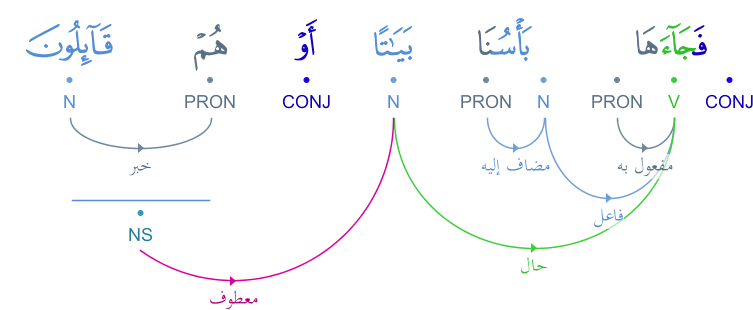 فَجَآءَهَا بَأْسُنَا بَيَـٰتًا أَوْ هُمْ قَآئِلُونَ
CONJ V PRON N PRON N CONJ PRON N
مفعول به مضاف إليه خبر
فاعل
NS
حال
معطوف